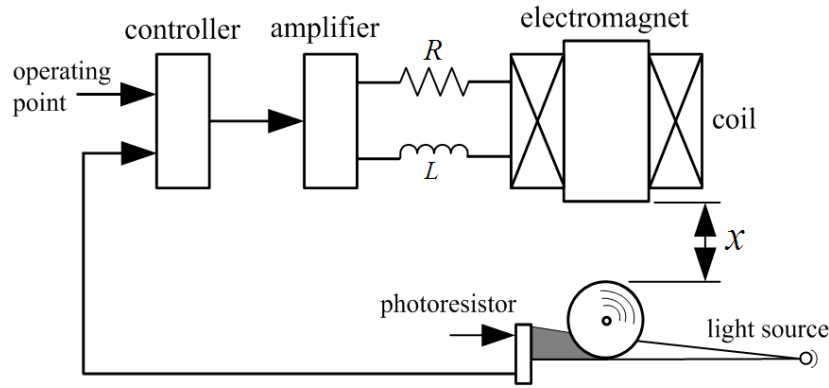 electromagnet
controller
amplifier
operating
point
R
L
coil
x
photoresistor
light source